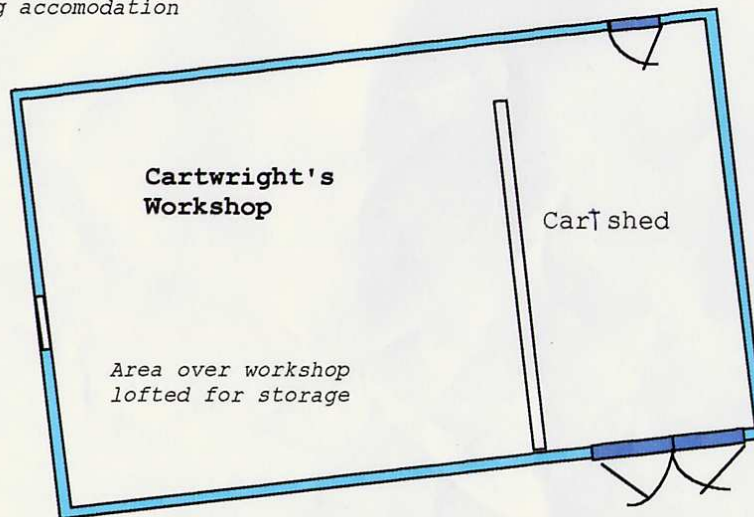 g accomodation
Cartwright's
Workshop
Cart shed
Area over workshop
lofted for storage